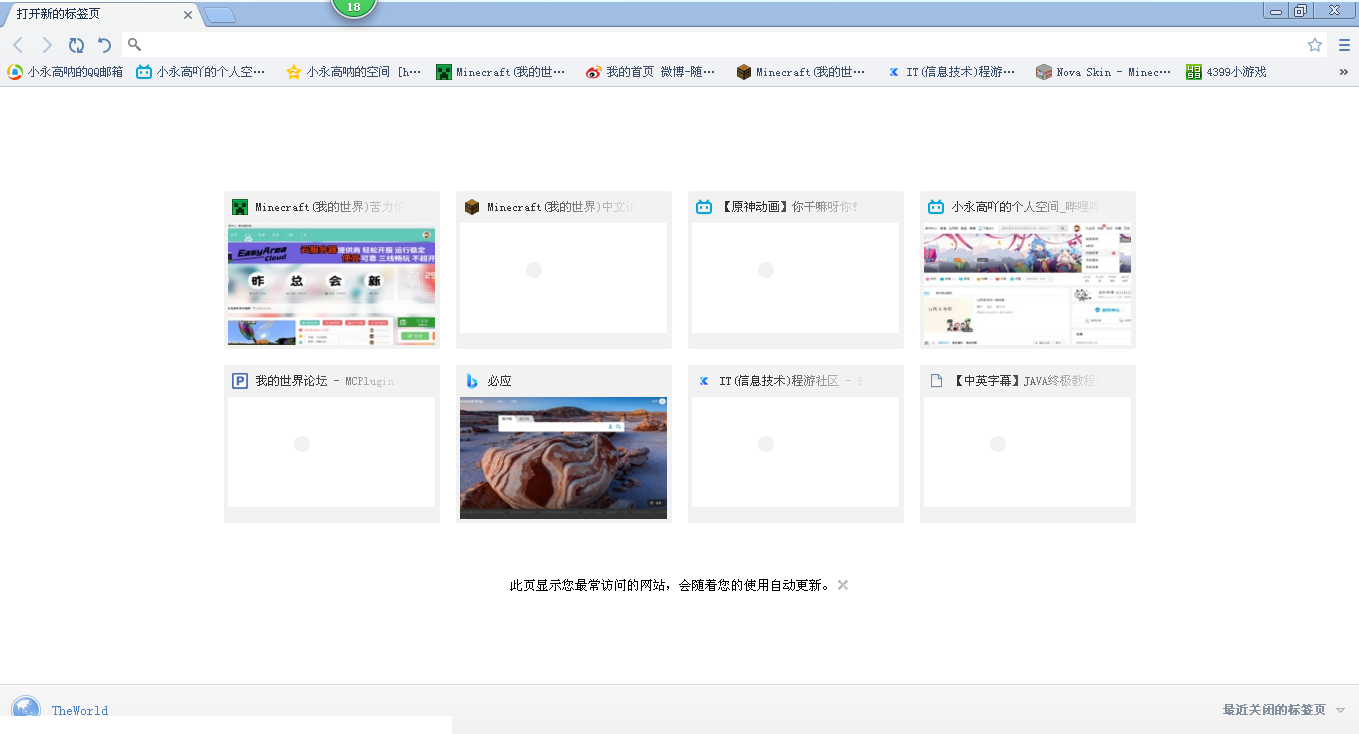 打开新的标签页
18
小永高呐的QQ邮箱 小永高吖的个人空… 小永高呐的空间 [h… Minecraft(我的世… 我的首页 微博-随… Minecraft(我的世… IT(信息技术)程游… Nova Skin - Minec… 4399小游戏
Minecraft(我的世界)苦力怕 Minecraft(我的世界)中文论 【原神动画】你干嘛呀你! 小永高吖的个人空间_哔哩哔
EasyArea Cloud 云服务器提供商 轻松开服 运行稳定
便宜可靠 三线畅玩 不超开
昨 总 会 新
我的世界论坛 - MCPlugin 必应 IT(信息技术)程游社区 - 【中英字幕】JAVA终极教程
此页显示您最常访问的网站，会随着您的使用自动更新。
TheWorld 最近关闭的标签页